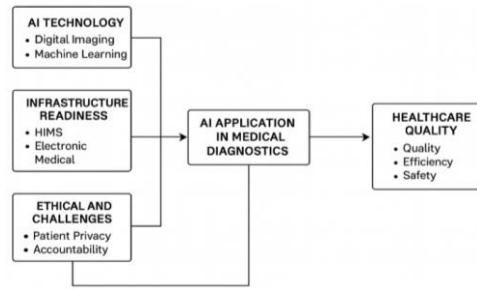 AI TECHNOLOGY
• Digital Imaging
• Machine Learning
INFRASTRUCTURE
READINESS
• HIMS
• Electronic
Medical
ETHICAL AND
CHALLENGES
• Patient Privacy
• Accountability
AI APPLICATION
IN MEDICAL
DIAGNOSTICS
HEALTHCARE
QUALITY
• Quality
• Efficiency
• Safety